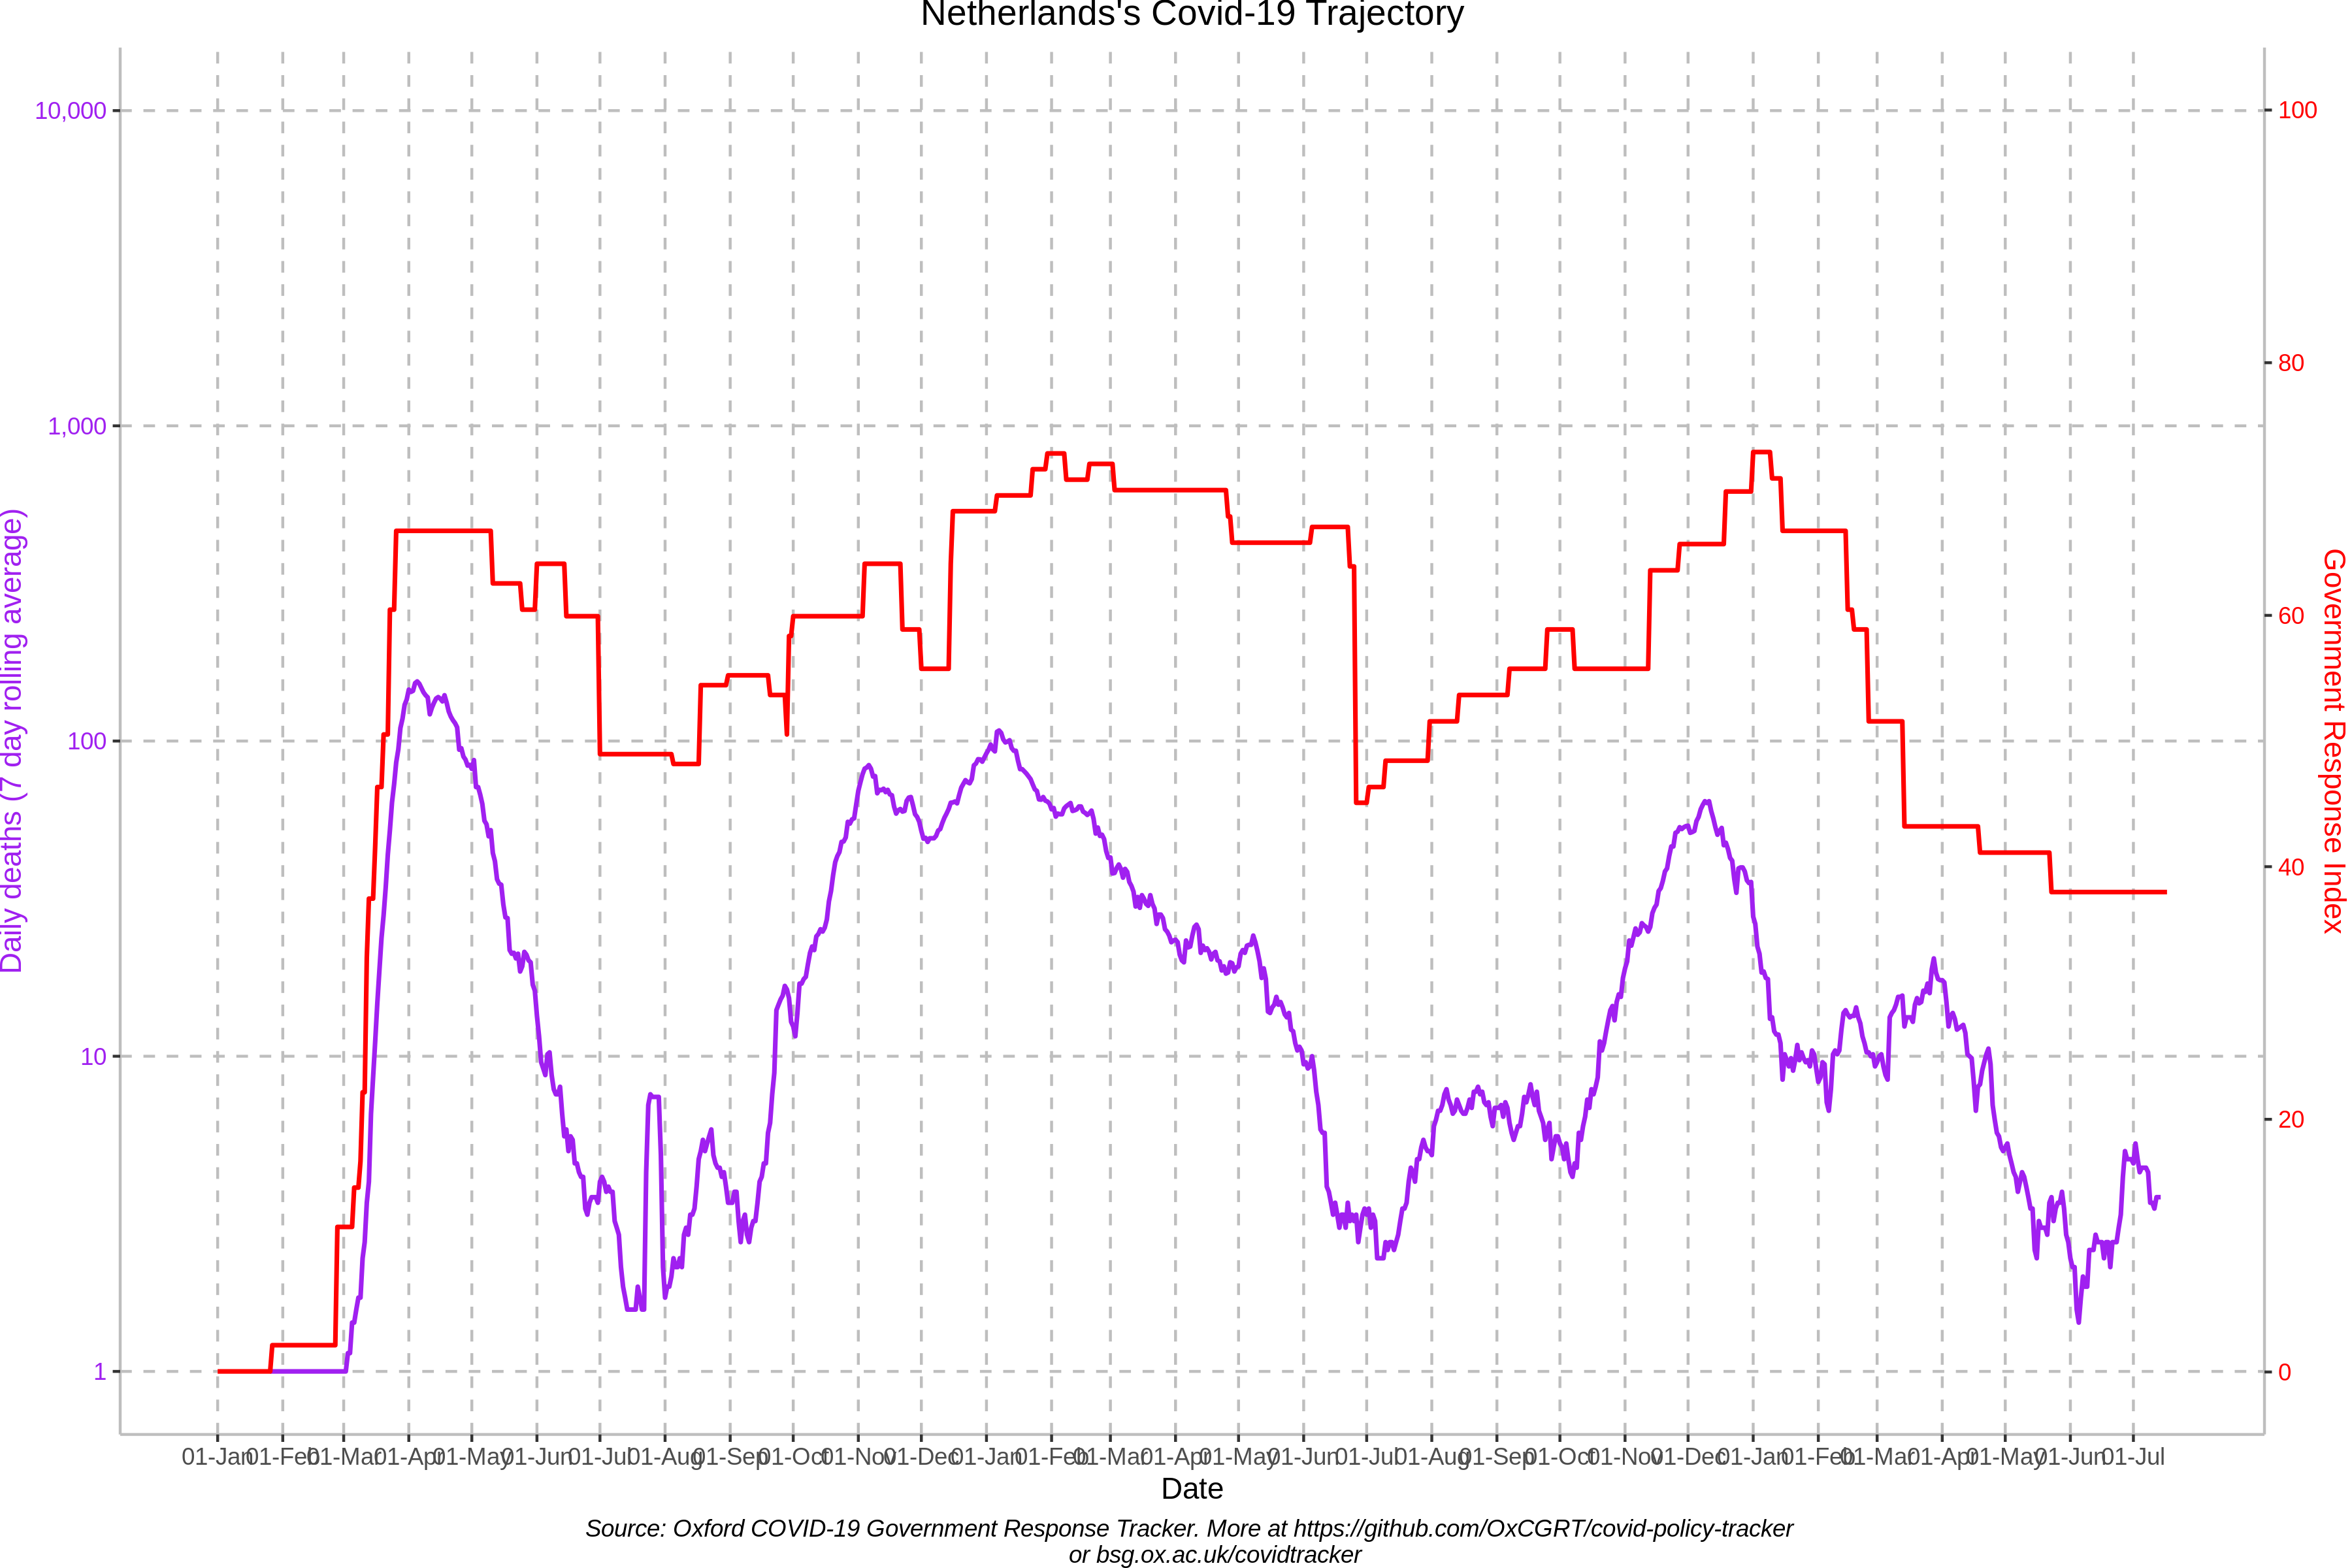 Netherlands's Covid-19 Trajectory
10,000
1,000
100
10
1
Daily deaths (7 day rolling average)
100
80
60
40
20
0
Government Response Index
01-Jan 01-Feb 01-Mar 01-Apr 01-May 01-Jun 01-Jul 01-Aug 01-Sep 01-Oct 01-Nov 01-Dec 01-Jan 01-Feb 01-Mar 01-Apr 01-May 01-Jun 01-Jul 01-Aug 01-Sep 01-Oct 01-Nov 01-Dec 01-Jan 01-Feb 01-Mar 01-Apr 01-May 01-Jun 01-Jul
Date
Source: Oxford COVID-19 Government Response Tracker. More at https://github.com/OxCGRT/covid-policy-tracker
or bsg.ox.ac.uk/covidtracker